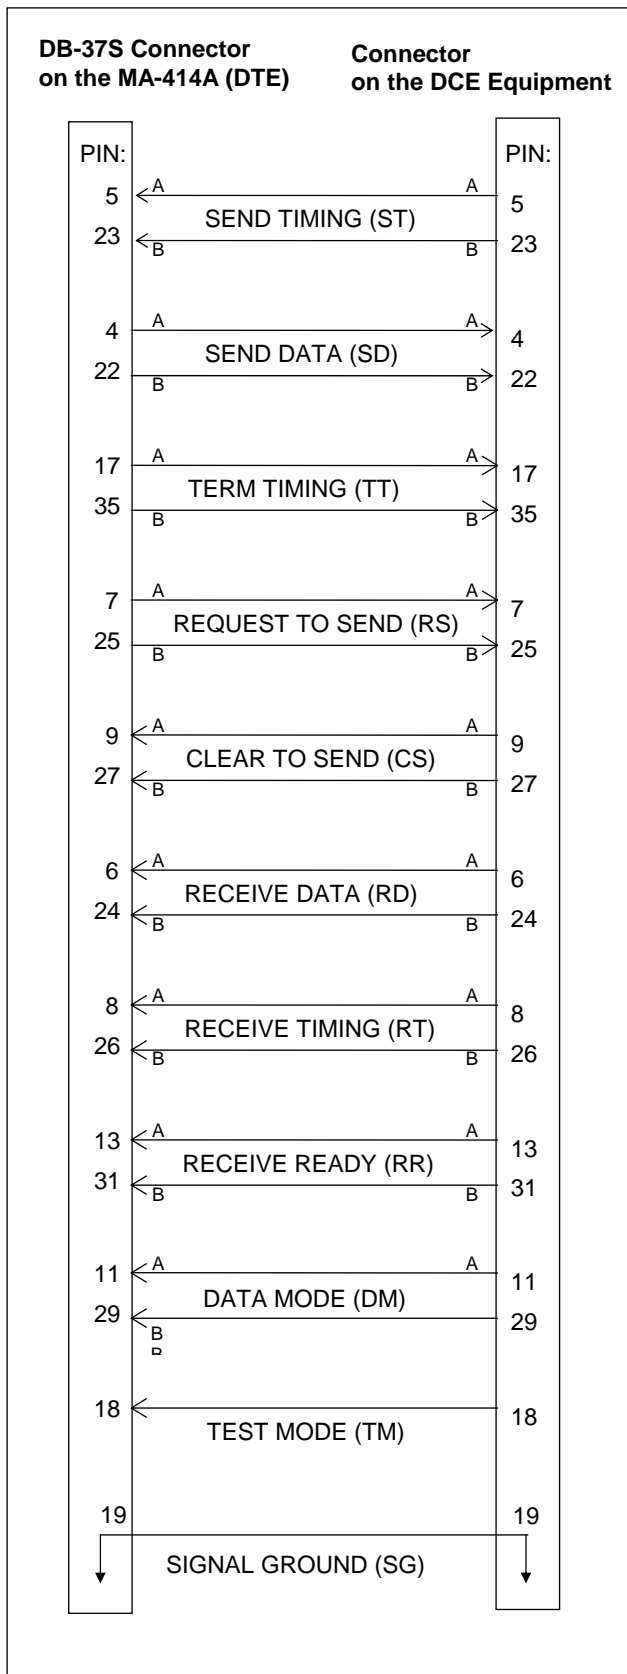 DB-37S Connector
on the MA-414A (DTE)
Connector
on the DCE Equipment
PIN: PIN:
5 A A 5
SEND TIMING (ST)
23 B B 23
4 A A 4
SEND DATA (SD)
22 B B 22
17 A A 17
TERM TIMING (TT)
35 B B 35
7 A A 7
REQUEST TO SEND (RS)
25 B B 25
9 A A 9
CLEAR TO SEND (CS)
27 B B 27
6 A A 6
RECEIVE DATA (RD)
24 B B 24
8 A A 8
RECEIVE TIMING (RT)
26 B B 26
13 A A 13
RECEIVE READY (RR)
31 B B 31
11 A A 11
DATA MODE (DM)
29 B 29
B
18 18
TEST MODE (TM)
19 19
SIGNAL GROUND (SG)